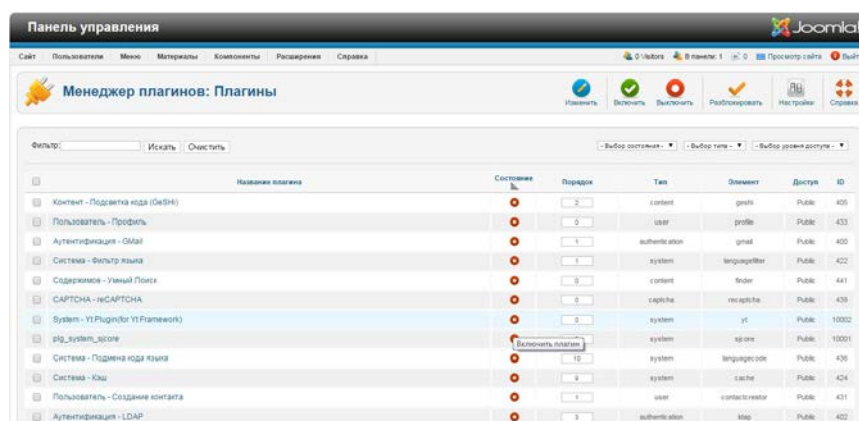 Панель управления Joomla!
Сайт Пользователи Меню Материалы Компоненты Расширения Справка 0 Visitors В панели: 1 0 Просмотр сайта Выйт
Менеджер плагинов: Плагины Изменить Включить Выключить Разблокировать Настройки Справка
Фильтр: Искать Очистить - Выбор состояния - - Выбор типа - - Выбор уровня доступа -
Название плагина Состояние Порядок Тип Элемент Доступ ID
Контент - Подсветка кода (GeSHi) 2 content geshi Public 405
Пользователь - Профиль 0 user profile Public 433
Аутентификация - GMail 1 authentication gmail Public 400
Система - Фильтр языка 1 system languagefilter Public 422
Содержимое - Умный Поиск 0 content finder Public 441
CAPTCHA - reCAPTCHA 0 captcha recaptcha Public 439
System - Yt Plugin(for Yt Framework) 0 system yt Public 10002
plg_system_sjcore system sjcore Public 10001
Включить плагин
Система - Подмена кода языка 10 system languagecode Public 436
Система - Кэш 9 system cache Public 424
Пользователь - Создание контакта 1 user contactcreator Public 431
Аутентификация - LDAP 3 authentication ldap Public 402